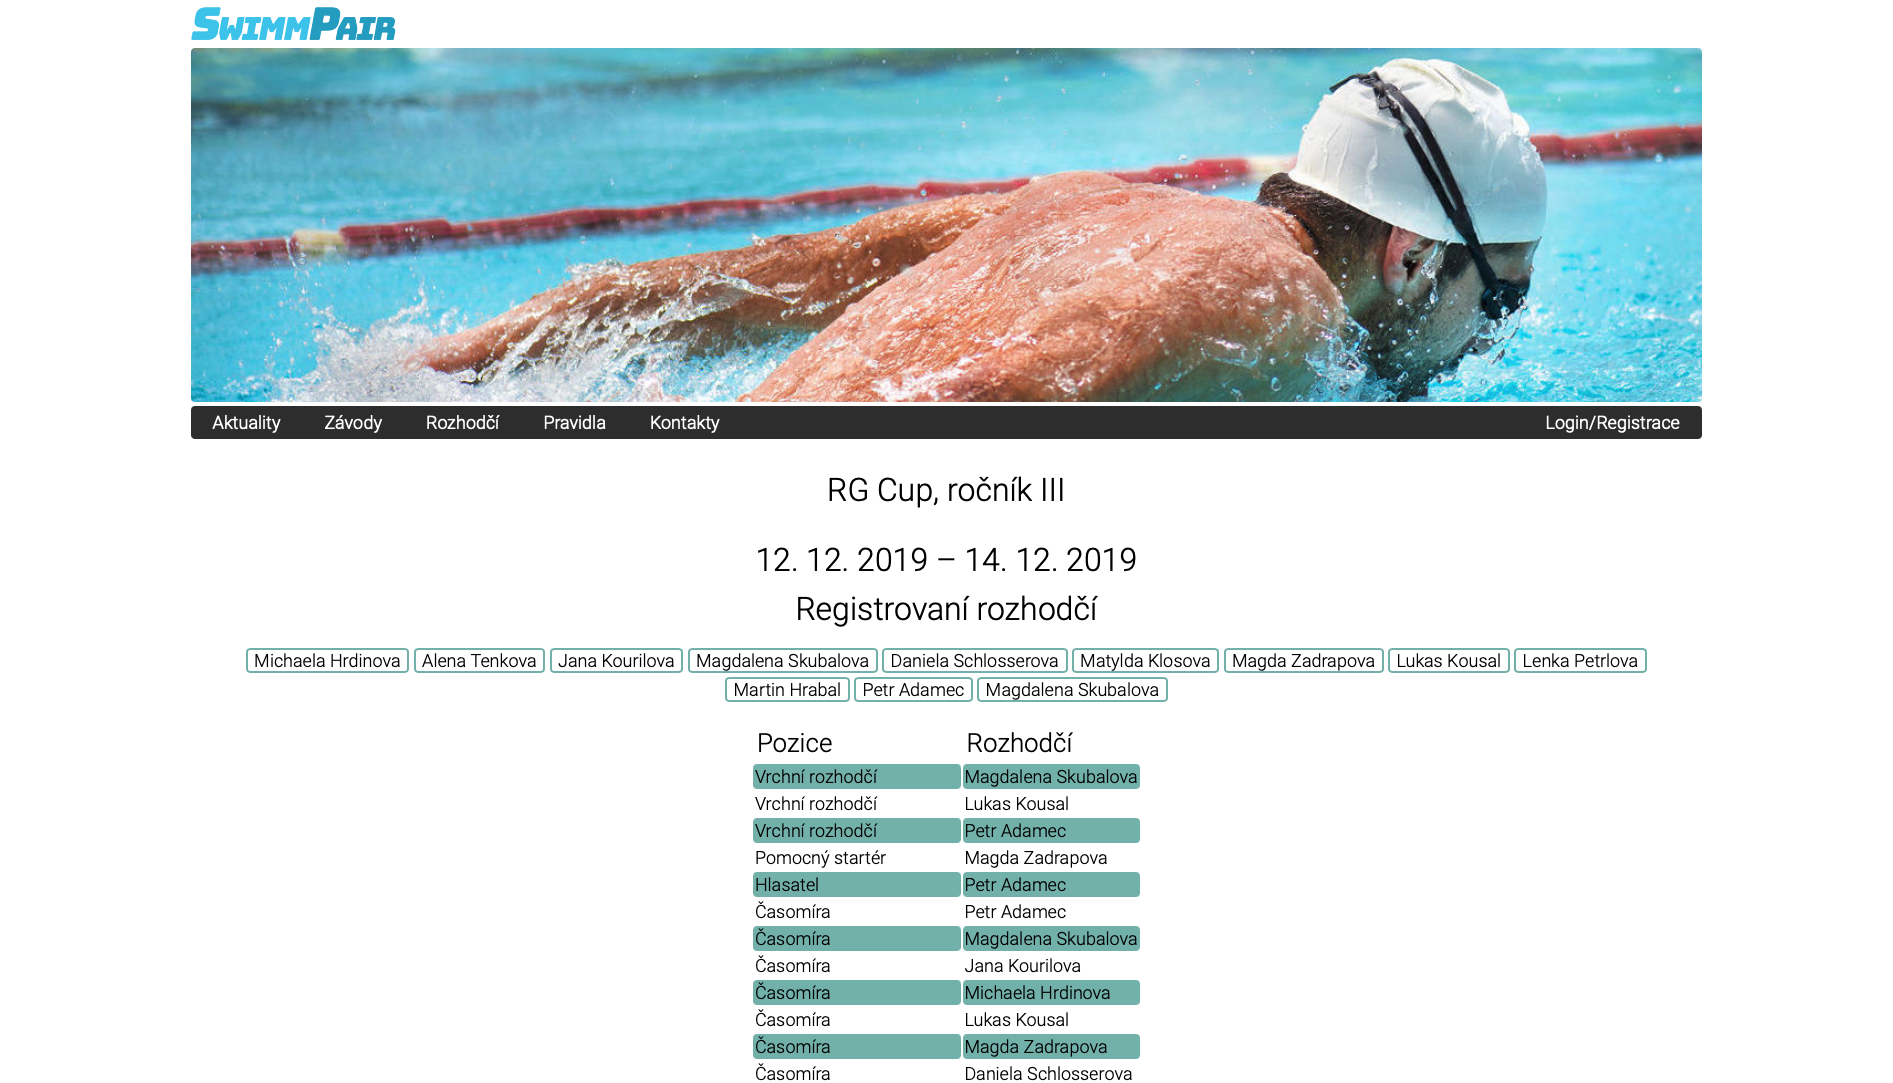 SwimmPair
Aktuality Závody Rozhodčí Pravidla Kontakty Login/Registrace
RG Cup, ročník III
12. 12. 2019 – 14. 12. 2019
Registrovaní rozhodčí
Michaela Hrdinova Alena Tenkova Jana Kourilova Magdalena Skubalova Daniela Schlosserova Matylda Klosova Magda Zadrapova Lukas Kousal Lenka Petrlova
Martin Hrabal Petr Adamec Magdalena Skubalova
Pozice Rozhodčí
Vrchní rozhodčí Magdalena Skubalova
Vrchní rozhodčí Lukas Kousal
Vrchní rozhodčí Petr Adamec
Pomocný startér Magda Zadrapova
Hlasatel Petr Adamec
Časomíra Petr Adamec
Časomíra Magdalena Skubalova
Časomíra Jana Kourilova
Časomíra Michaela Hrdinova
Časomíra Lukas Kousal
Časomíra Magda Zadrapova
Časomíra Daniela Schlosserova